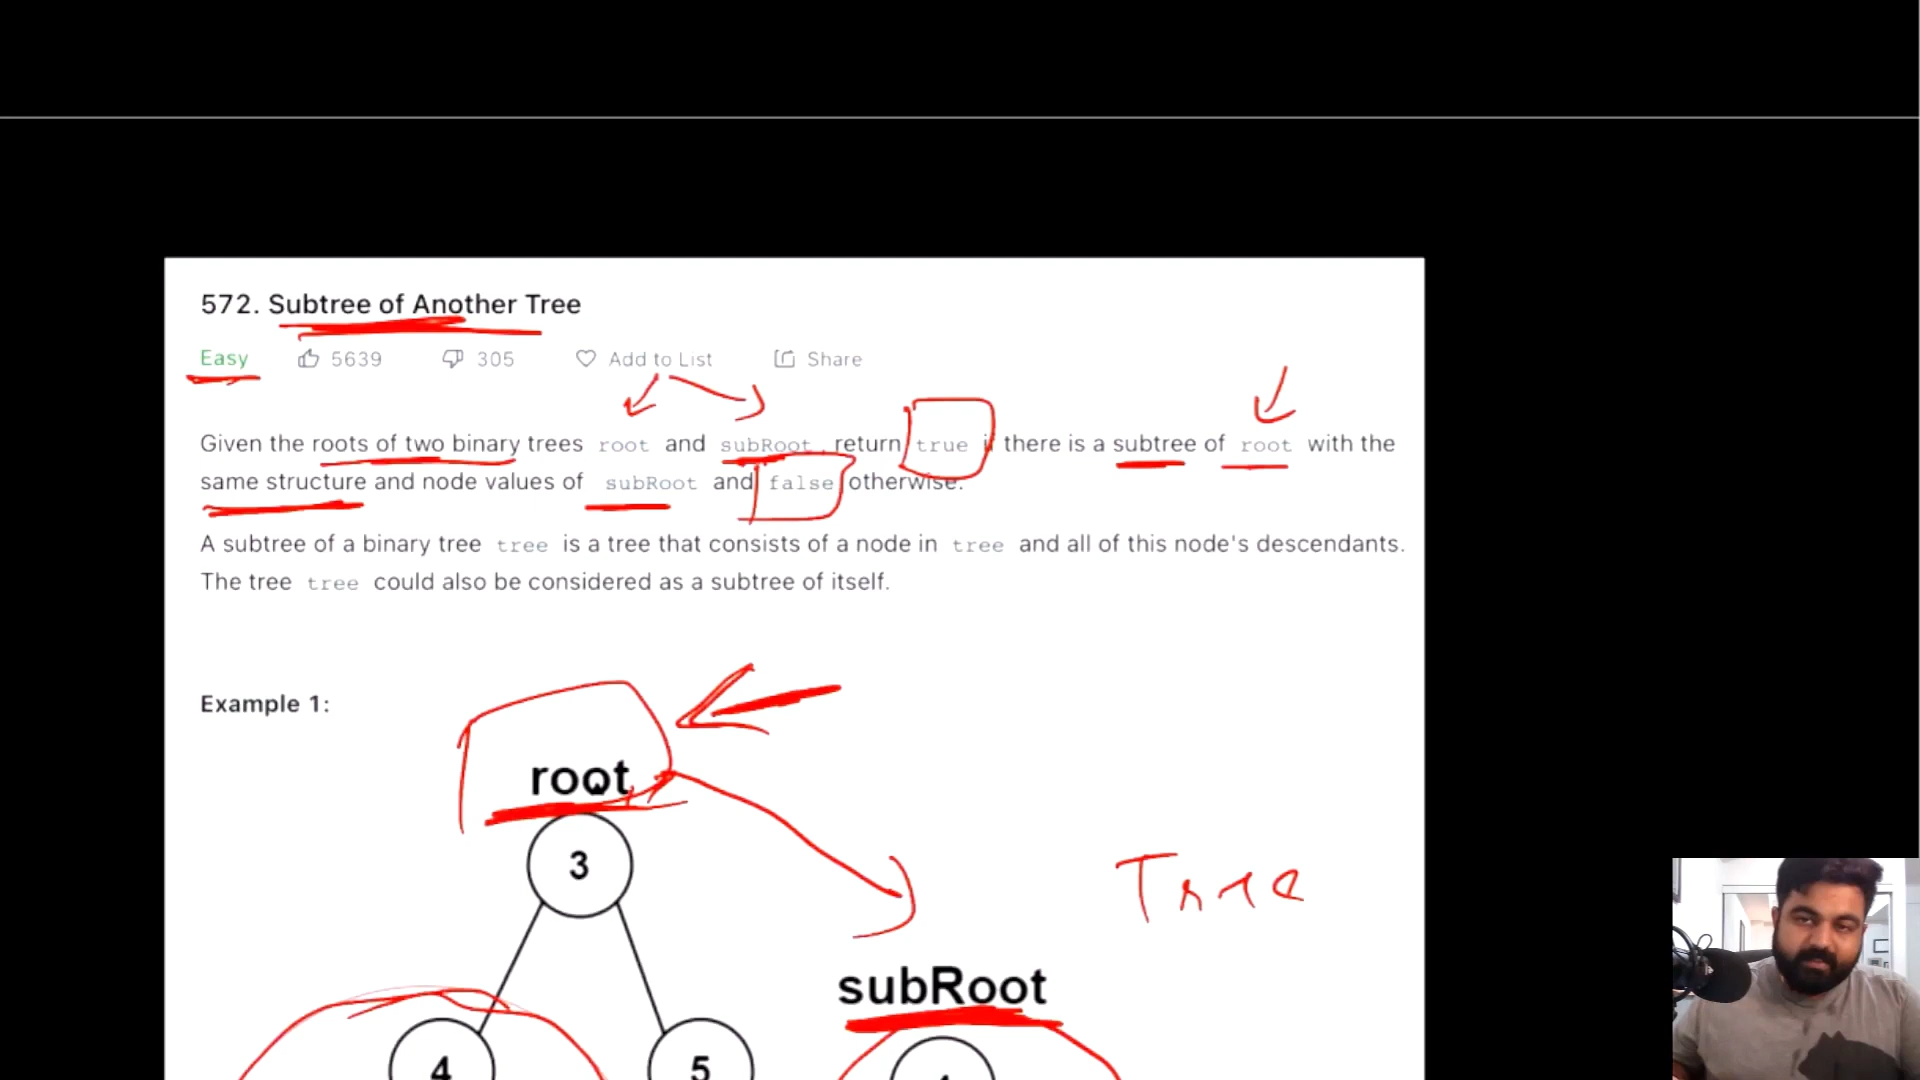 572. Subtree of Another Tree
Easy 5639 305 Add to List Share
Given the roots of two binary trees root and subRoot, return true if there is a subtree of root with the
same structure and node values of subRoot and false otherwise.
A subtree of a binary tree tree is a tree that consists of a node in tree and all of this node's descendants.
The tree tree could also be considered as a subtree of itself.
Example 1:
root
3
Tree
subRoot
4 5